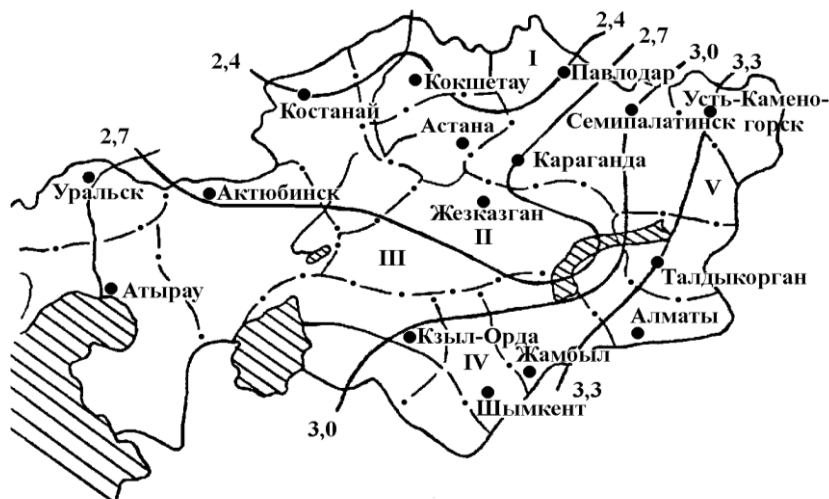 2,4
I
2,4
2,7
3,0
3,3
Кокшетау
Павлодар
Костанай
Семипалатинск
Усть-Камено-
горск
Астана
2,7
Караганда
Уральск
Актюбинск
Жезказган
V
II
III
Атырау
Талдыкорган
Алматы
Кзыл-Орда
IV
Жамбыл
Шымкент
3,3
3,0